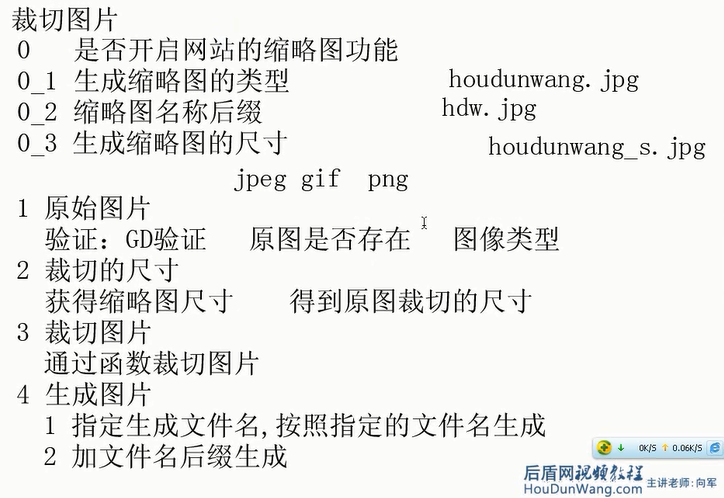 裁切图片
0 是否开启网站的缩略图功能
0_1 生成缩略图的类型 houdunwang.jpg
0_2 缩略图名称后缀 hdw.jpg
0_3 生成缩略图的尺寸 houdunwang_s.jpg
jpeg gif png
1 原始图片
验证：GD验证 原图是否存在 图像类型
2 裁切的尺寸
获得缩略图尺寸 得到原图裁切的尺寸
3 裁切图片
通过函数裁切图片
4 生成图片
1 指定生成文件名,按照指定的文件名生成
2 加文件名后缀生成
0K/S 0.06K/S
后盾网视频教程
HouDunWang.com 主讲老师:向军